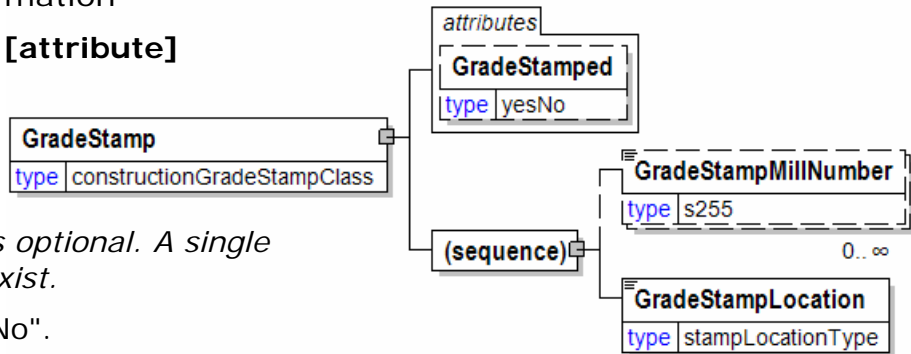 [attribute]
s optional. A single
xist.
No".
attributes
GradeStamped
type yesNo
GradeStamp
type constructionGradeStampClass
(sequence)
GradeStampMillNumber
type s255
0.. ∞
GradeStampLocation
type stampLocationType